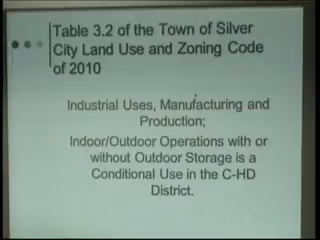 Table 3.2 of the Town of Silver
City Land Use and Zoning Code
of 2010
Industrial Uses, Manufacturing and
Production;
Indoor/Outdoor Operations with or
without Outdoor Storage is a
Conditional Use in the C-HD
District.